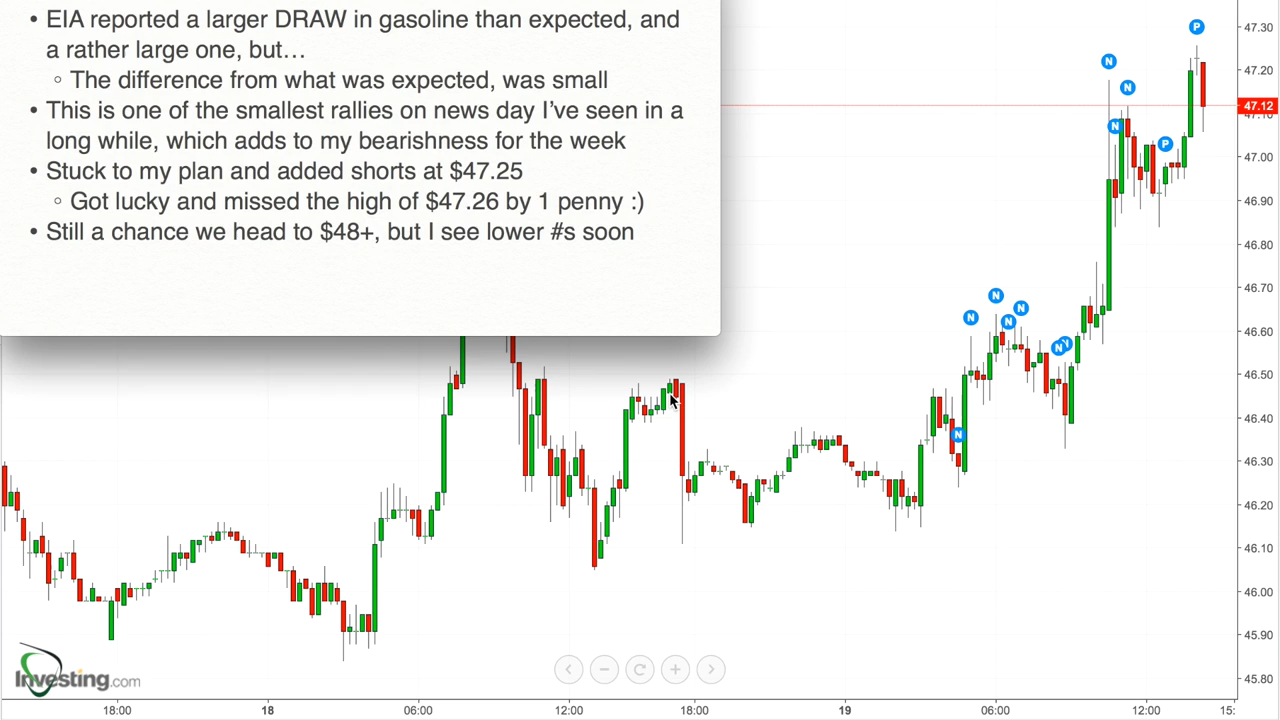 • EIA reported a larger DRAW in gasoline than expected, and
a rather large one, but…
◦ The difference from what was expected, was small
• This is one of the smallest rallies on news day I've seen in a
long while, which adds to my bearishness for the week
• Stuck to my plan and added shorts at $47.25
◦ Got lucky and missed the high of $47.26 by 1 penny :)
• Still a chance we head to $48+, but I see lower #s soon
P
N
N
N
P
N
N
N
N
N
N
47.30
47.20
47.12
47.00
46.90
46.80
46.70
46.60
46.50
46.40
46.30
46.20
46.10
46.00
45.90
45.80
Investing.com
18:00
18
06:00
12:00
18:00
19
06:00
12:00
15: